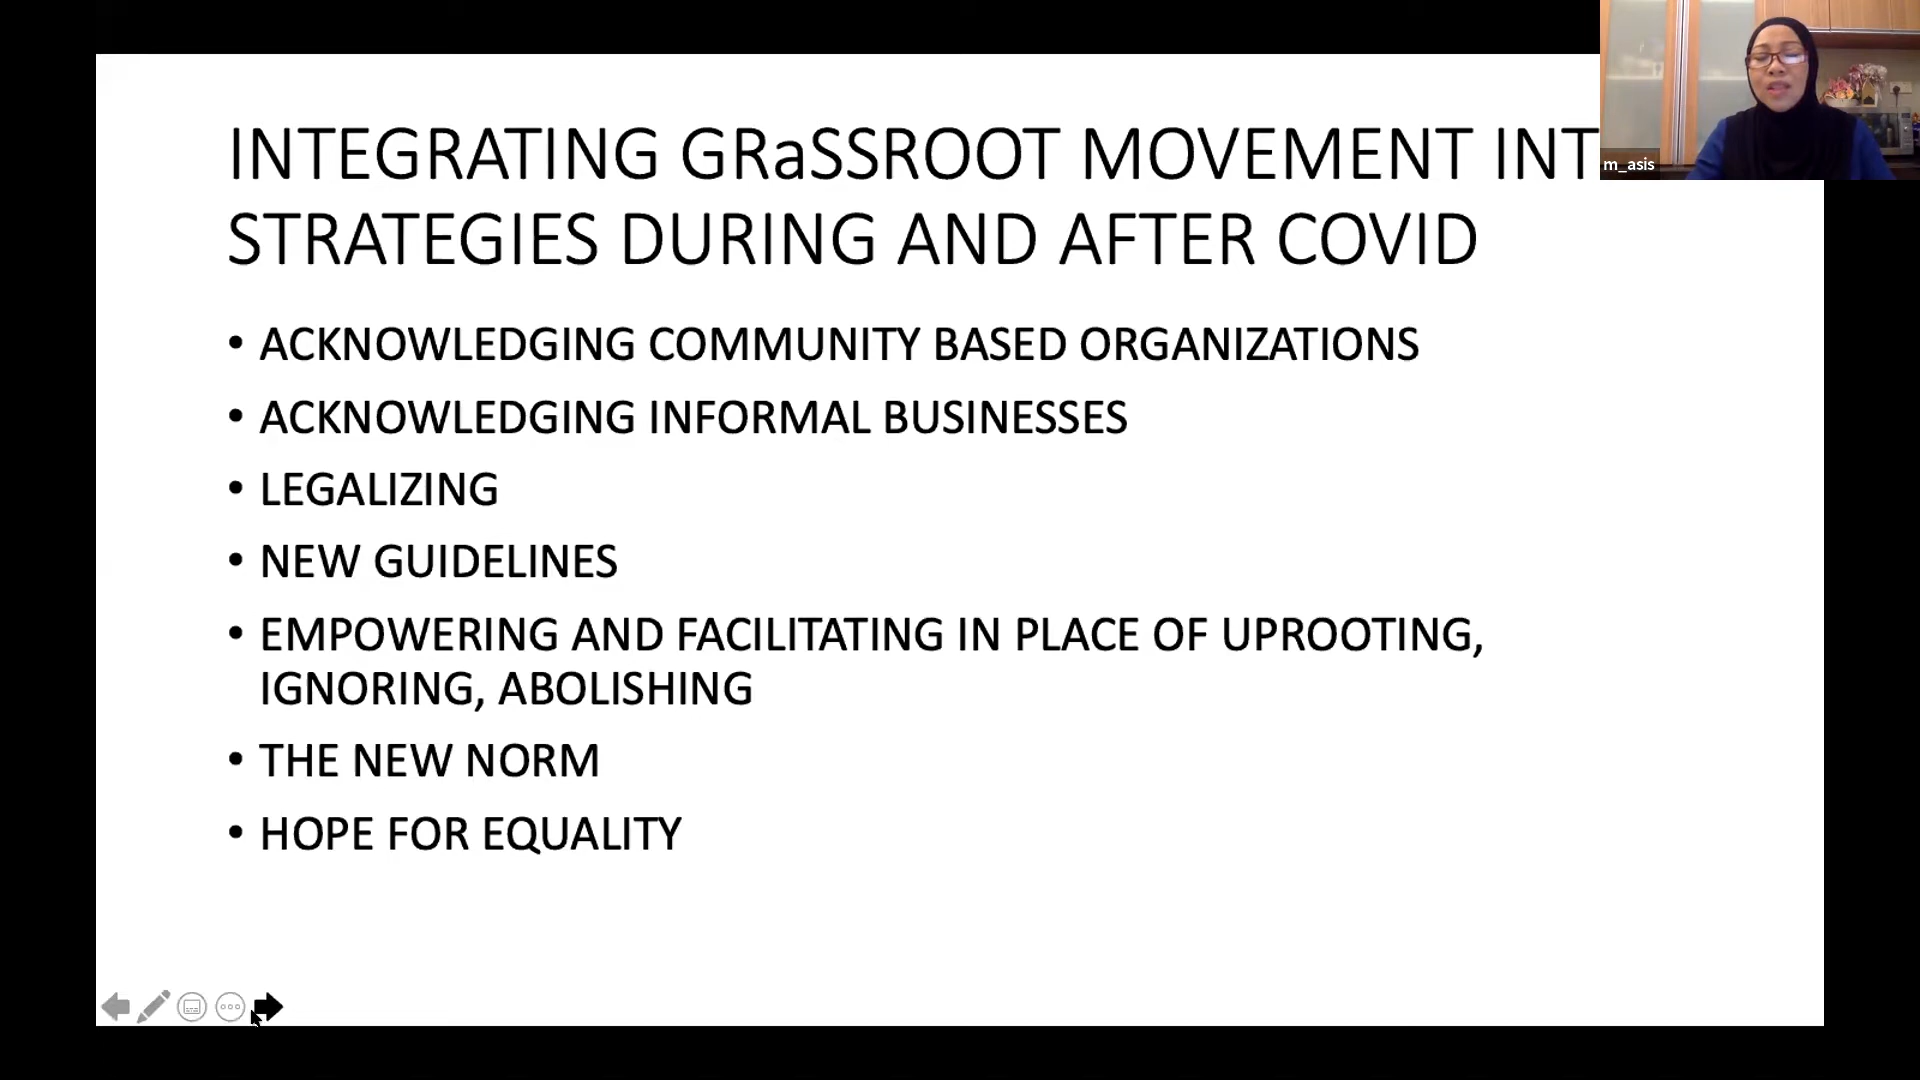 INTEGRATING GRaSSROOT MOVEMENT INT
STRATEGIES DURING AND AFTER COVID
m_asis
• ACKNOWLEDGING COMMUNITY BASED ORGANIZATIONS
• ACKNOWLEDGING INFORMAL BUSINESSES
• LEGALIZING
• NEW GUIDELINES
• EMPOWERING AND FACILITATING IN PLACE OF UPROOTING,
IGNORING, ABOLISHING
• THE NEW NORM
• HOPE FOR EQUALITY